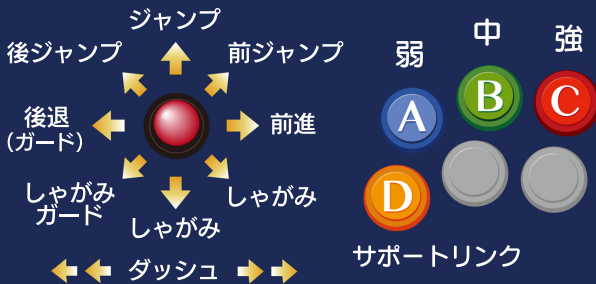 ジャンプ
後ジャンプ
前ジャンプ
後退
(ガード)
前進
しゃがみ
ガード
しゃがみ
しゃがみ
ダッシュ
弱
中
強
A
B
C
D
サポートリンク